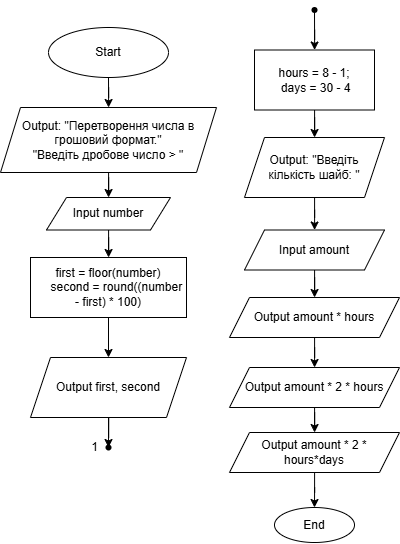 Start
Output: "Перетворення числа в
грошовий формат."
"Введіть дробове число > "
Input number
first = floor(number)
second = round((number
- first) * 100)
Output first, second
1
hours = 8 - 1;
days = 30 - 4
Output: "Введіть
кількість шайб: "
Input amount
Output amount * hours
Output amount * 2 * hours
Output amount * 2 *
hours*days
End